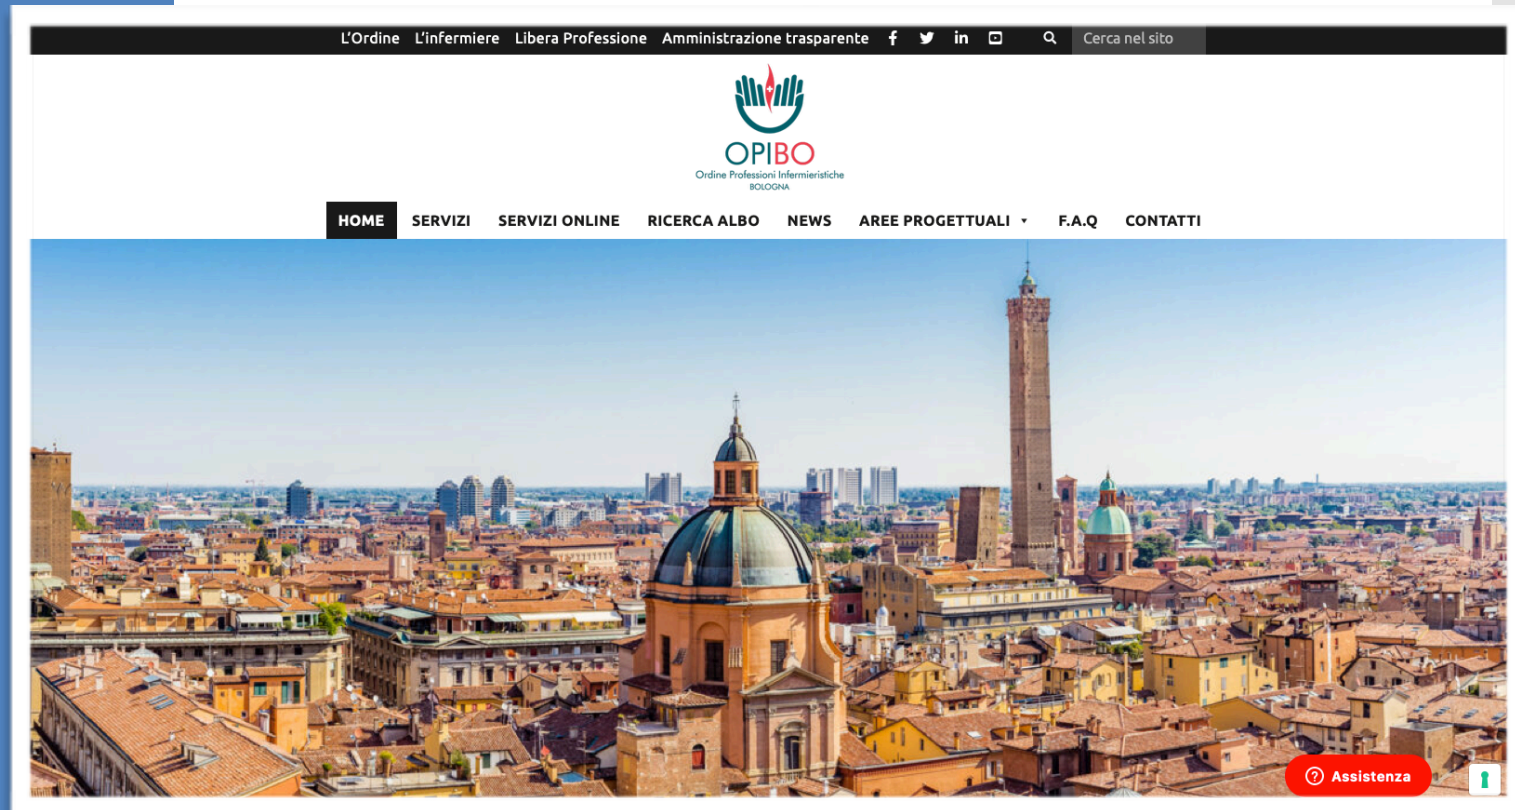 L'Ordine L'infermiere Libera Professione Amministrazione trasparente Cerca nel sito
OPIBO
Ordine Professioni Infermieristiche
BOLOGNA
HOME SERVIZI SERVIZI ONLINE RICERCA ALBO NEWS AREE PROGETTUALI F.A.Q CONTATTI
Assistenza